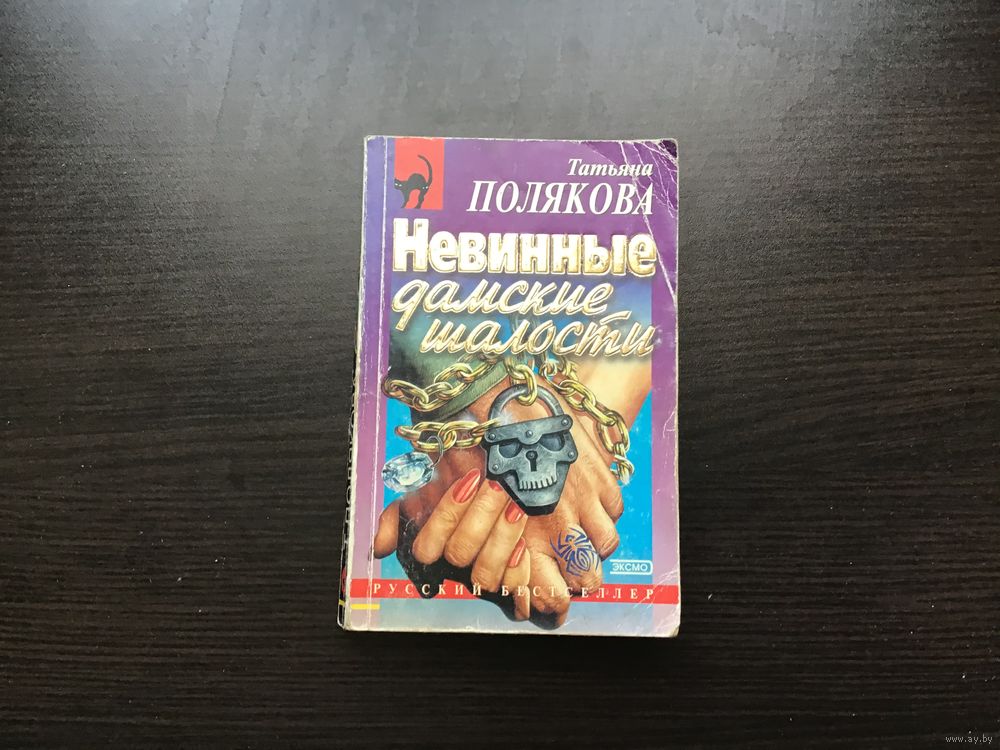 Татьяна
ПОЛЯКОВА
Невинные
дамские
шалости
ЭКСМО
РУССКИЙ БЕСТСЕЛЛЕР
www.ay.by